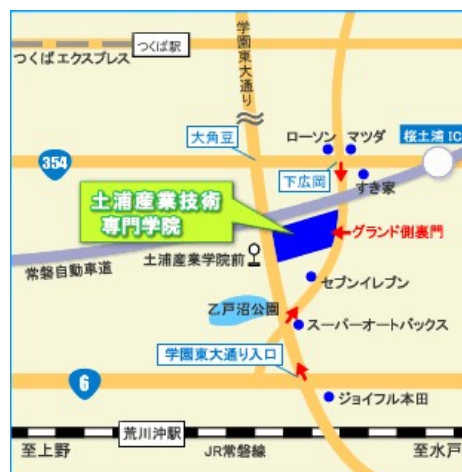 学園東大通り
つくば駅
つくばエクスプレス
大角豆
ローソン
マツダ
桜土浦 IC
354
下広岡
すき家
土浦産業技術
専門学院
グランド側裏門
土浦産業学院前
常磐自動車道
セブンイレブン
乙戸沼公園
スーパーオートバックス
学園東大通り入口
6
ジョイフル本田
荒川沖駅
至上野
JR常磐線
至水戸